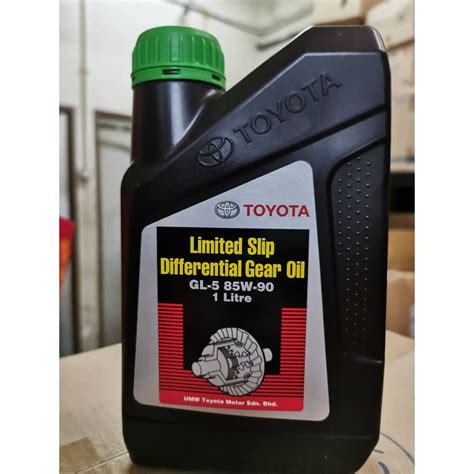 TOYOTA
TOYOTA
Limited Slip
Differential Gear Oil
GL-5 85W-90
1 Litre
UMW Toyota Motor Sdn. Bhd.